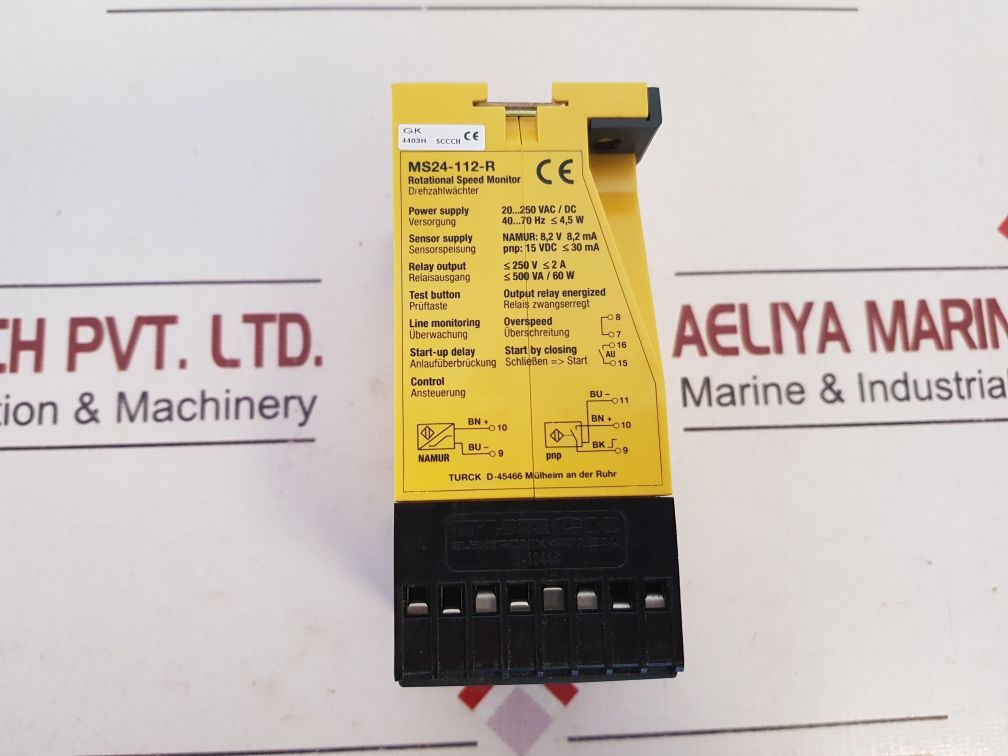 GK
4403H 5CCCH CE
MS24-112-R CE
Rotational Speed Monitor
Drehzahlwächter
Power supply 20...250 VAC / DC
Versorgung 40...70 Hz ≤ 4,5 W
Sensor supply NAMUR: 8,2 V 8,2 mA
Sensorspeisung pnp: 15 VDC ≤ 30 mA
Relay output ≤ 250 V ≤ 2 A
Relaisausgang ≤ 500 VA / 60 W
Test button Output relay energized
Prüftaste Relais zwangserregt
Line monitoring Overspeed 8
Überwachung Überschreitung 7
Start-up delay Start by closing 16
Anlaufüberbrückung Schließen => Start AU 15
Control
Ansteuerung
BU – 11
BN + 10 BN + 10
BU – 9 BK 9
NAMUR pnp
TURCK D-45466 Mülheim an der Ruhr
TURCK
CH PVT. LTD.
tion & Machinery
AELIYA MARIN
Marine & Industrial